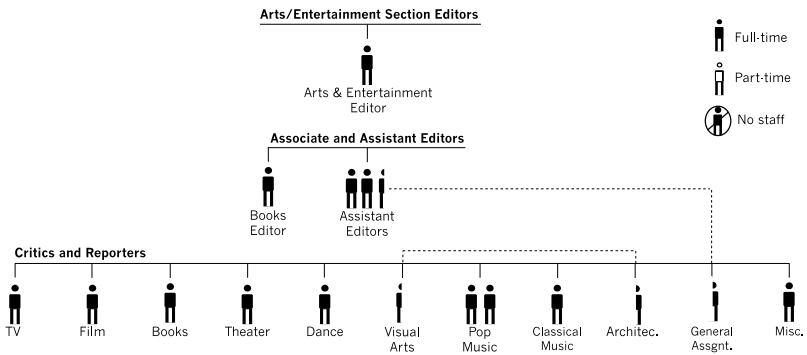 Arts/Entertainment Section Editors
Full-time
Part-time
No staff
Arts & Entertainment
Editor
Associate and Assistant Editors
Books
Editor
Assistant
Editors
Critics and Reporters
TV
Film
Books
Theater
Dance
Visual
Arts
Pop
Music
Classical
Music
Architec.
General
Assgnt.
Misc.